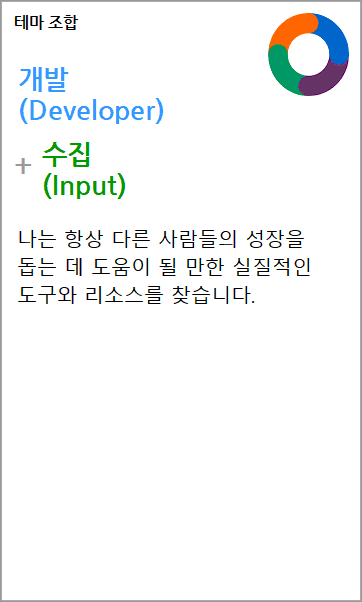 테마 조합
개발
(Developer)
+ 수집
(Input)
나는 항상 다른 사람들의 성장을
돕는 데 도움이 될 만한 실질적인
도구와 리소스를 찾습니다.